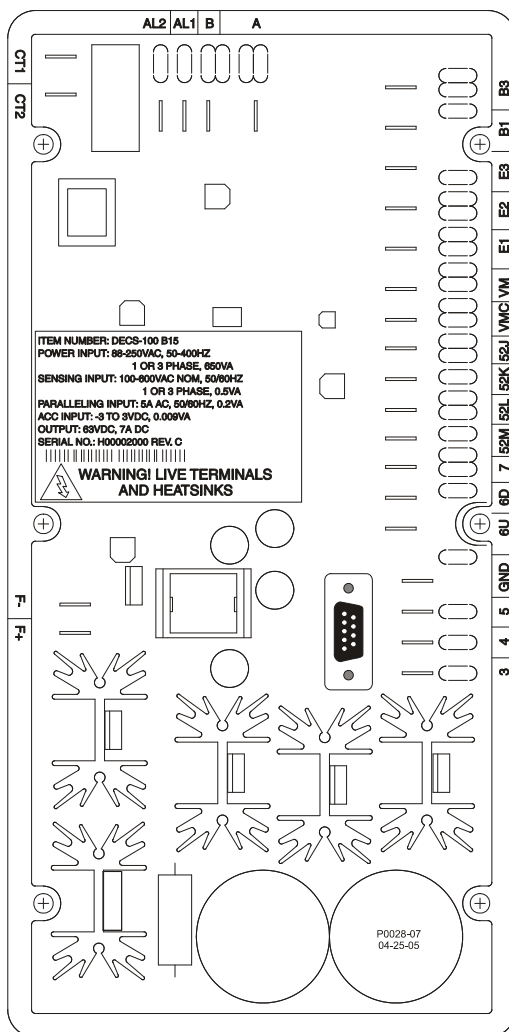 AL2 AL1 B A
CT1
CT2
B3
B1
E3
E2
E1
VM
VMC
52J
52K
52L
52M
7
6D
6U
GND
5
4
3
ITEM NUMBER: DECS-100 B15
POWER INPUT: 88-250VAC, 50-400HZ
1 OR 3 PHASE, 650VA
SENSING INPUT: 100-600VAC NOM, 50/60HZ
1 OR 3 PHASE, 0.5VA
PARALLELING INPUT: 5A AC, 50/60HZ, 0.2VA
ACC INPUT: -3 TO 3VDC, 0.009VA
OUTPUT: 63VDC, 7A DC
SERIAL NO.: H00002000 REV. C
WARNING! LIVE TERMINALS
AND HEATSINKS
F-
F+
P0028-07
04-25-05